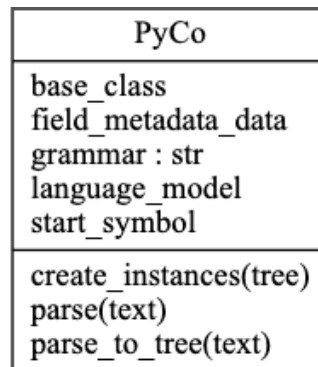 PyCo
base_class
field_metadata_data
grammar : str
language_model
start_symbol
create_instances(tree)
parse(text)
parse_to_tree(text)